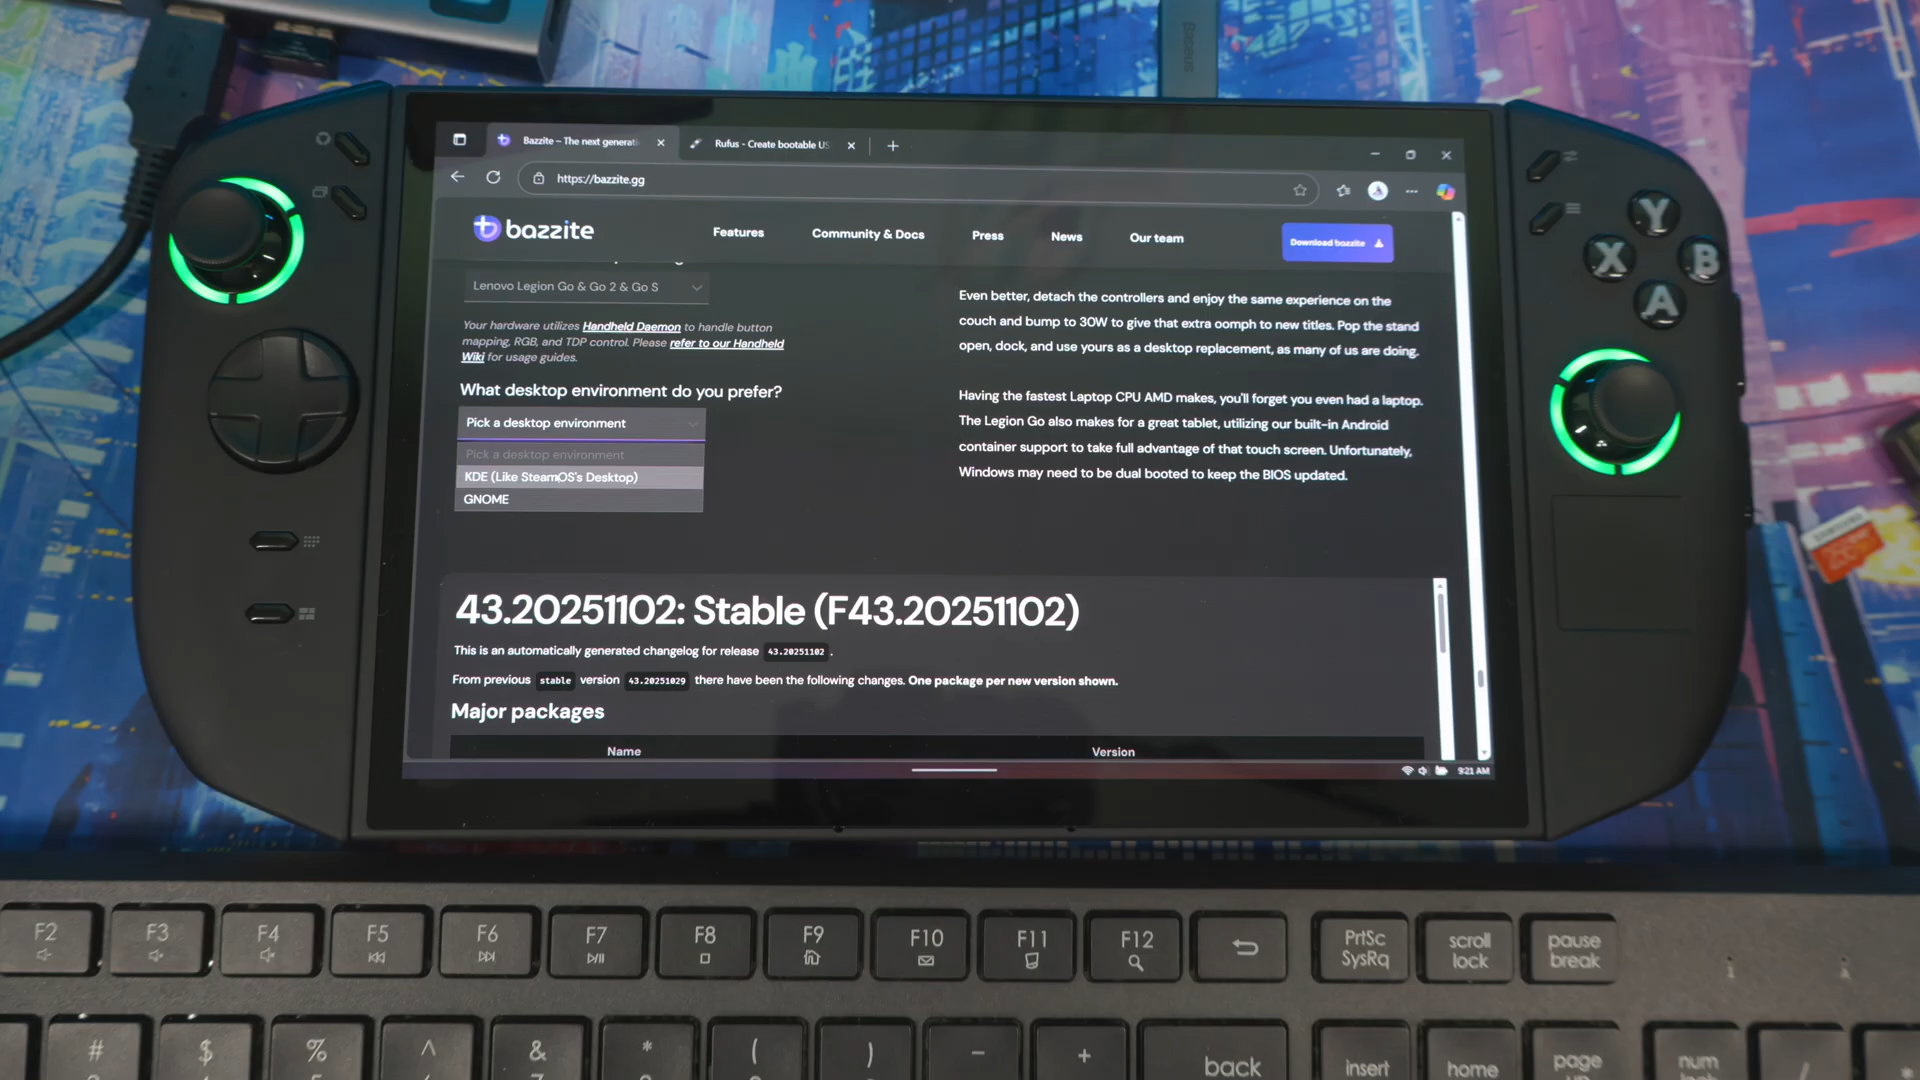 Baseus
Bazzite – The next generati
Rufus - Create bootable US
https://bazzite.gg
bazzite
Features
Community & Docs
Press
News
Our team
Download bazzite
Lenovo Legion Go & Go 2 & Go S
Your hardware utilizes Handheld Daemon to handle button
mapping, RGB, and TDP control. Please refer to our Handheld
Wiki for usage guides.
What desktop environment do you prefer?
Pick a desktop environment
Pick a desktop environment
KDE (Like SteamOS's Desktop)
GNOME
Even better, detach the controllers and enjoy the same experience on the
couch and bump to 30W to give that extra oomph to new titles. Pop the stand
open, dock, and use yours as a desktop replacement, as many of us are doing.
Having the fastest Laptop CPU AMD makes, you'll forget you even had a laptop.
The Legion Go also makes for a great tablet, utilizing our built-in Android
container support to take full advantage of that touch screen. Unfortunately,
Windows may need to be dual booted to keep the BIOS updated.
43.20251102: Stable (F43.20251102)
This is an automatically generated changelog for release 43.20251102 .
From previous stable version 43.20251029 there have been the following changes. One package per new version shown.
Major packages
Name
Version
9:21 AM
Y
X
B
A
SAMSUNG
F2
F3
F4
F5
F6
F7
F8
F9
F10
F11
F12
PrtSc
SysRq
scroll
lock
pause
break
#
$
%
^
&
*
(
)
–
+
back
insert
home
page
num
/